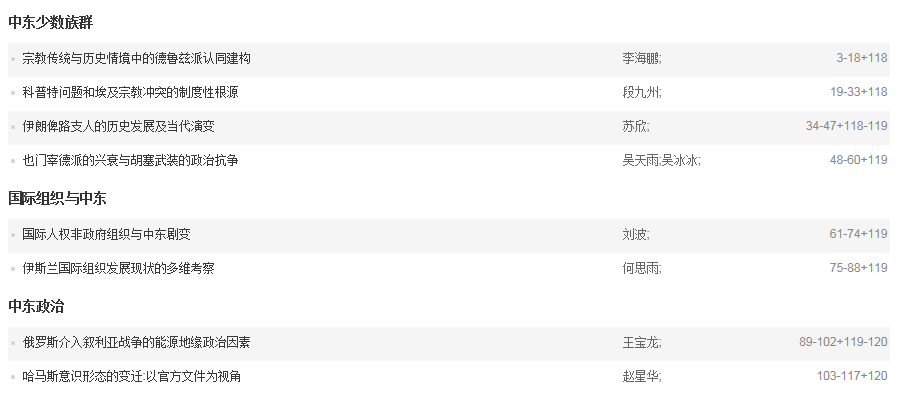 中东少数族群
宗教传统与历史情境中的德鲁兹派认同建构 李海鹏; 3-18+118
科普特问题和埃及宗教冲突的制度性根源 段九州; 19-33+118
伊朗俾路支人的历史发展及当代演变 苏欣; 34-47+118-119
也门宰德派的兴衰与胡塞武装的政治抗争 吴天雨;吴冰冰; 48-60+119
国际组织与中东
国际人权非政府组织与中东剧变 刘波; 61-74+119
伊斯兰国际组织发展现状的多维考察 何思雨; 75-88+119
中东政治
俄罗斯介入叙利亚战争的能源地缘政治因素 王宝龙; 89-102+119-120
哈马斯意识形态的变迁:以官方文件为视角 赵星华; 103-117+120